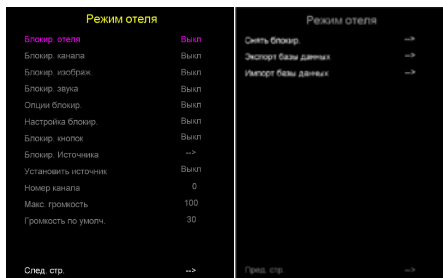 Режим отеля
Блокир. отеля Выкл
Блокир. канала Выкл
Блокир. изображ. Выкл
Блокир. звука Выкл
Опции блокир. Выкл
Настройка блокир. Выкл
Блокир. кнопок Выкл
Блокир. Источника -->
Установить источник Выкл
Номер канала 0
Макс. громкость 100
Громкость по умолч. 30
След. стр. -->
Режим отеля
Снять блокир. -->
Экспорт базы данных -->
Импорт базы данных -->
Пред. стр. -->